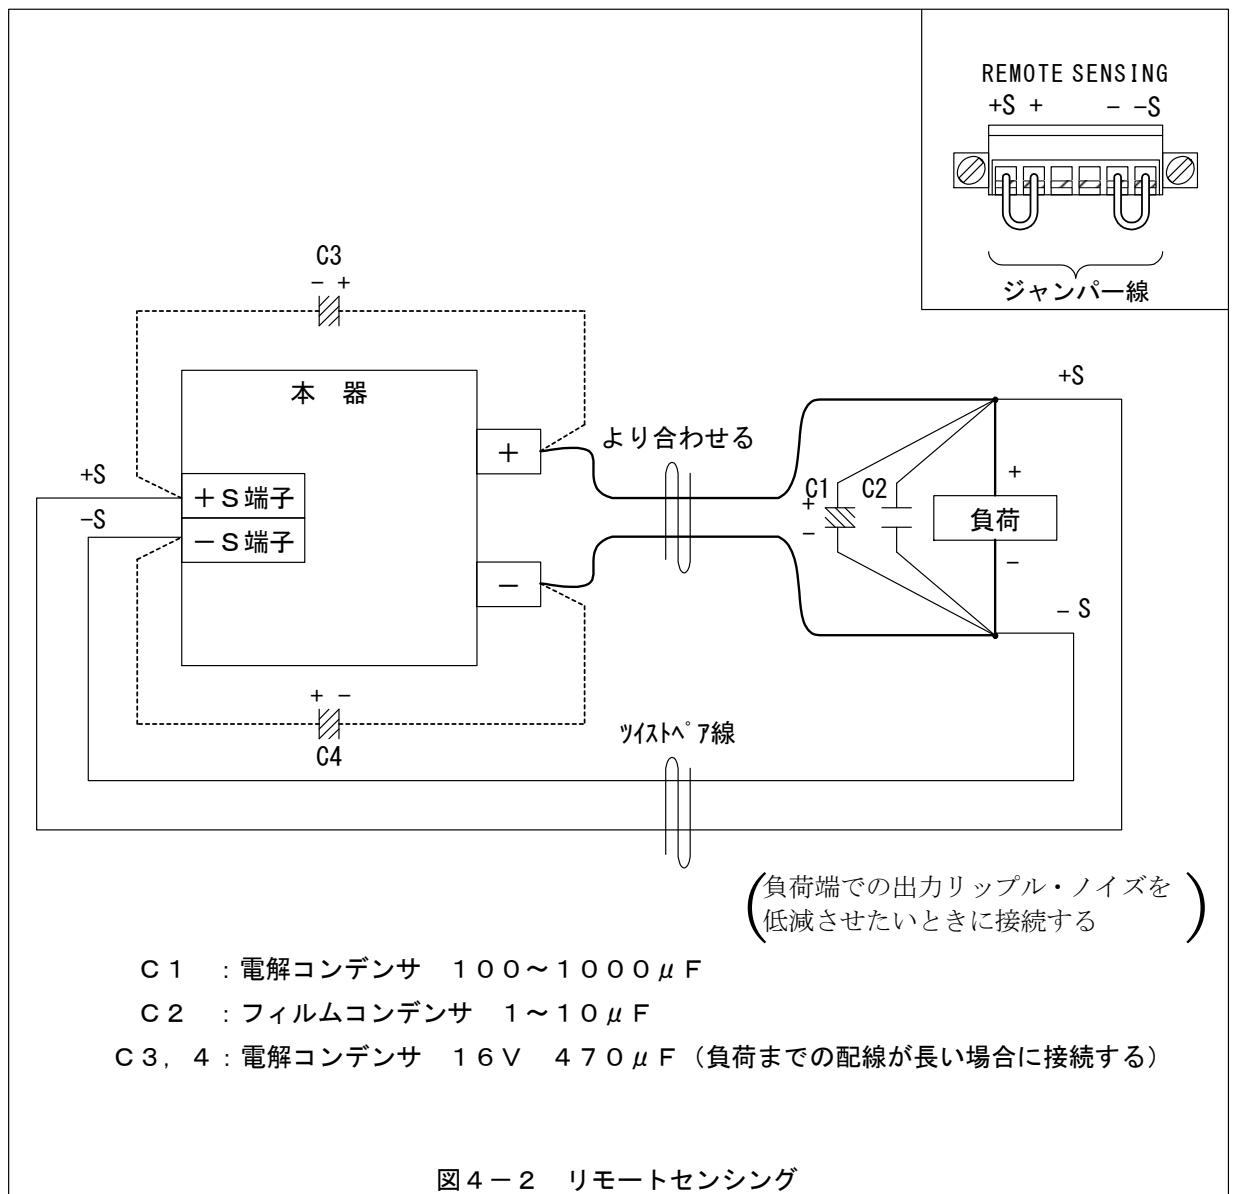 REMOTE SENSING
+S + - -S
ジャンパー線
C3
- +
本 器
+S
+
より合わせる
+S
+S端子
C1 C2
+
+
-S
-S端子
負荷
-
-
-
- S
+ -
C4
ツイストペア線
(負荷端での出力リップル・ノイズを
低減させたいときに接続する)
C1 :電解コンデンサ 100~1000μF
C2 :フィルムコンデンサ 1~10μF
C3, 4:電解コンデンサ 16V 470μF(負荷までの配線が長い場合に接続する)
図4-2 リモートセンシング